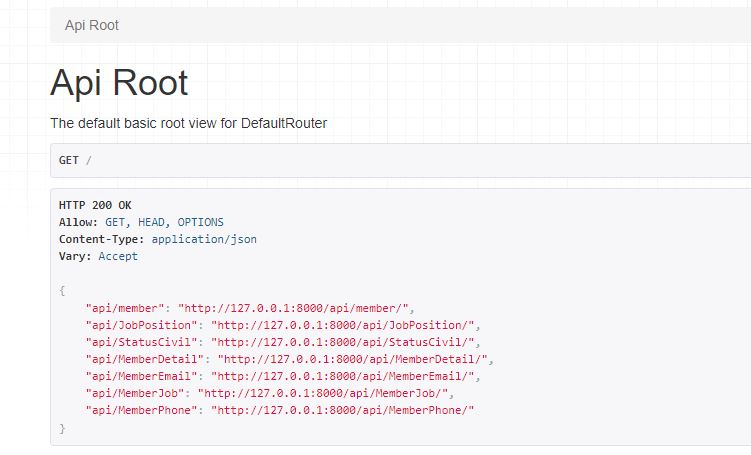 Api Root
Api Root
The default basic root view for DefaultRouter
GET /
HTTP 200 OK
Allow: GET, HEAD, OPTIONS
Content-Type: application/json
Vary: Accept
{
"api/member": "http://127.0.0.1:8000/api/member/",
"api/JobPosition": "http://127.0.0.1:8000/api/JobPosition/",
"api/StatusCivil": "http://127.0.0.1:8000/api/StatusCivil/",
"api/MemberDetail": "http://127.0.0.1:8000/api/MemberDetail/",
"api/MemberEmail": "http://127.0.0.1:8000/api/MemberEmail/",
"api/MemberJob": "http://127.0.0.1:8000/api/MemberJob/",
"api/MemberPhone": "http://127.0.0.1:8000/api/MemberPhone/"
}